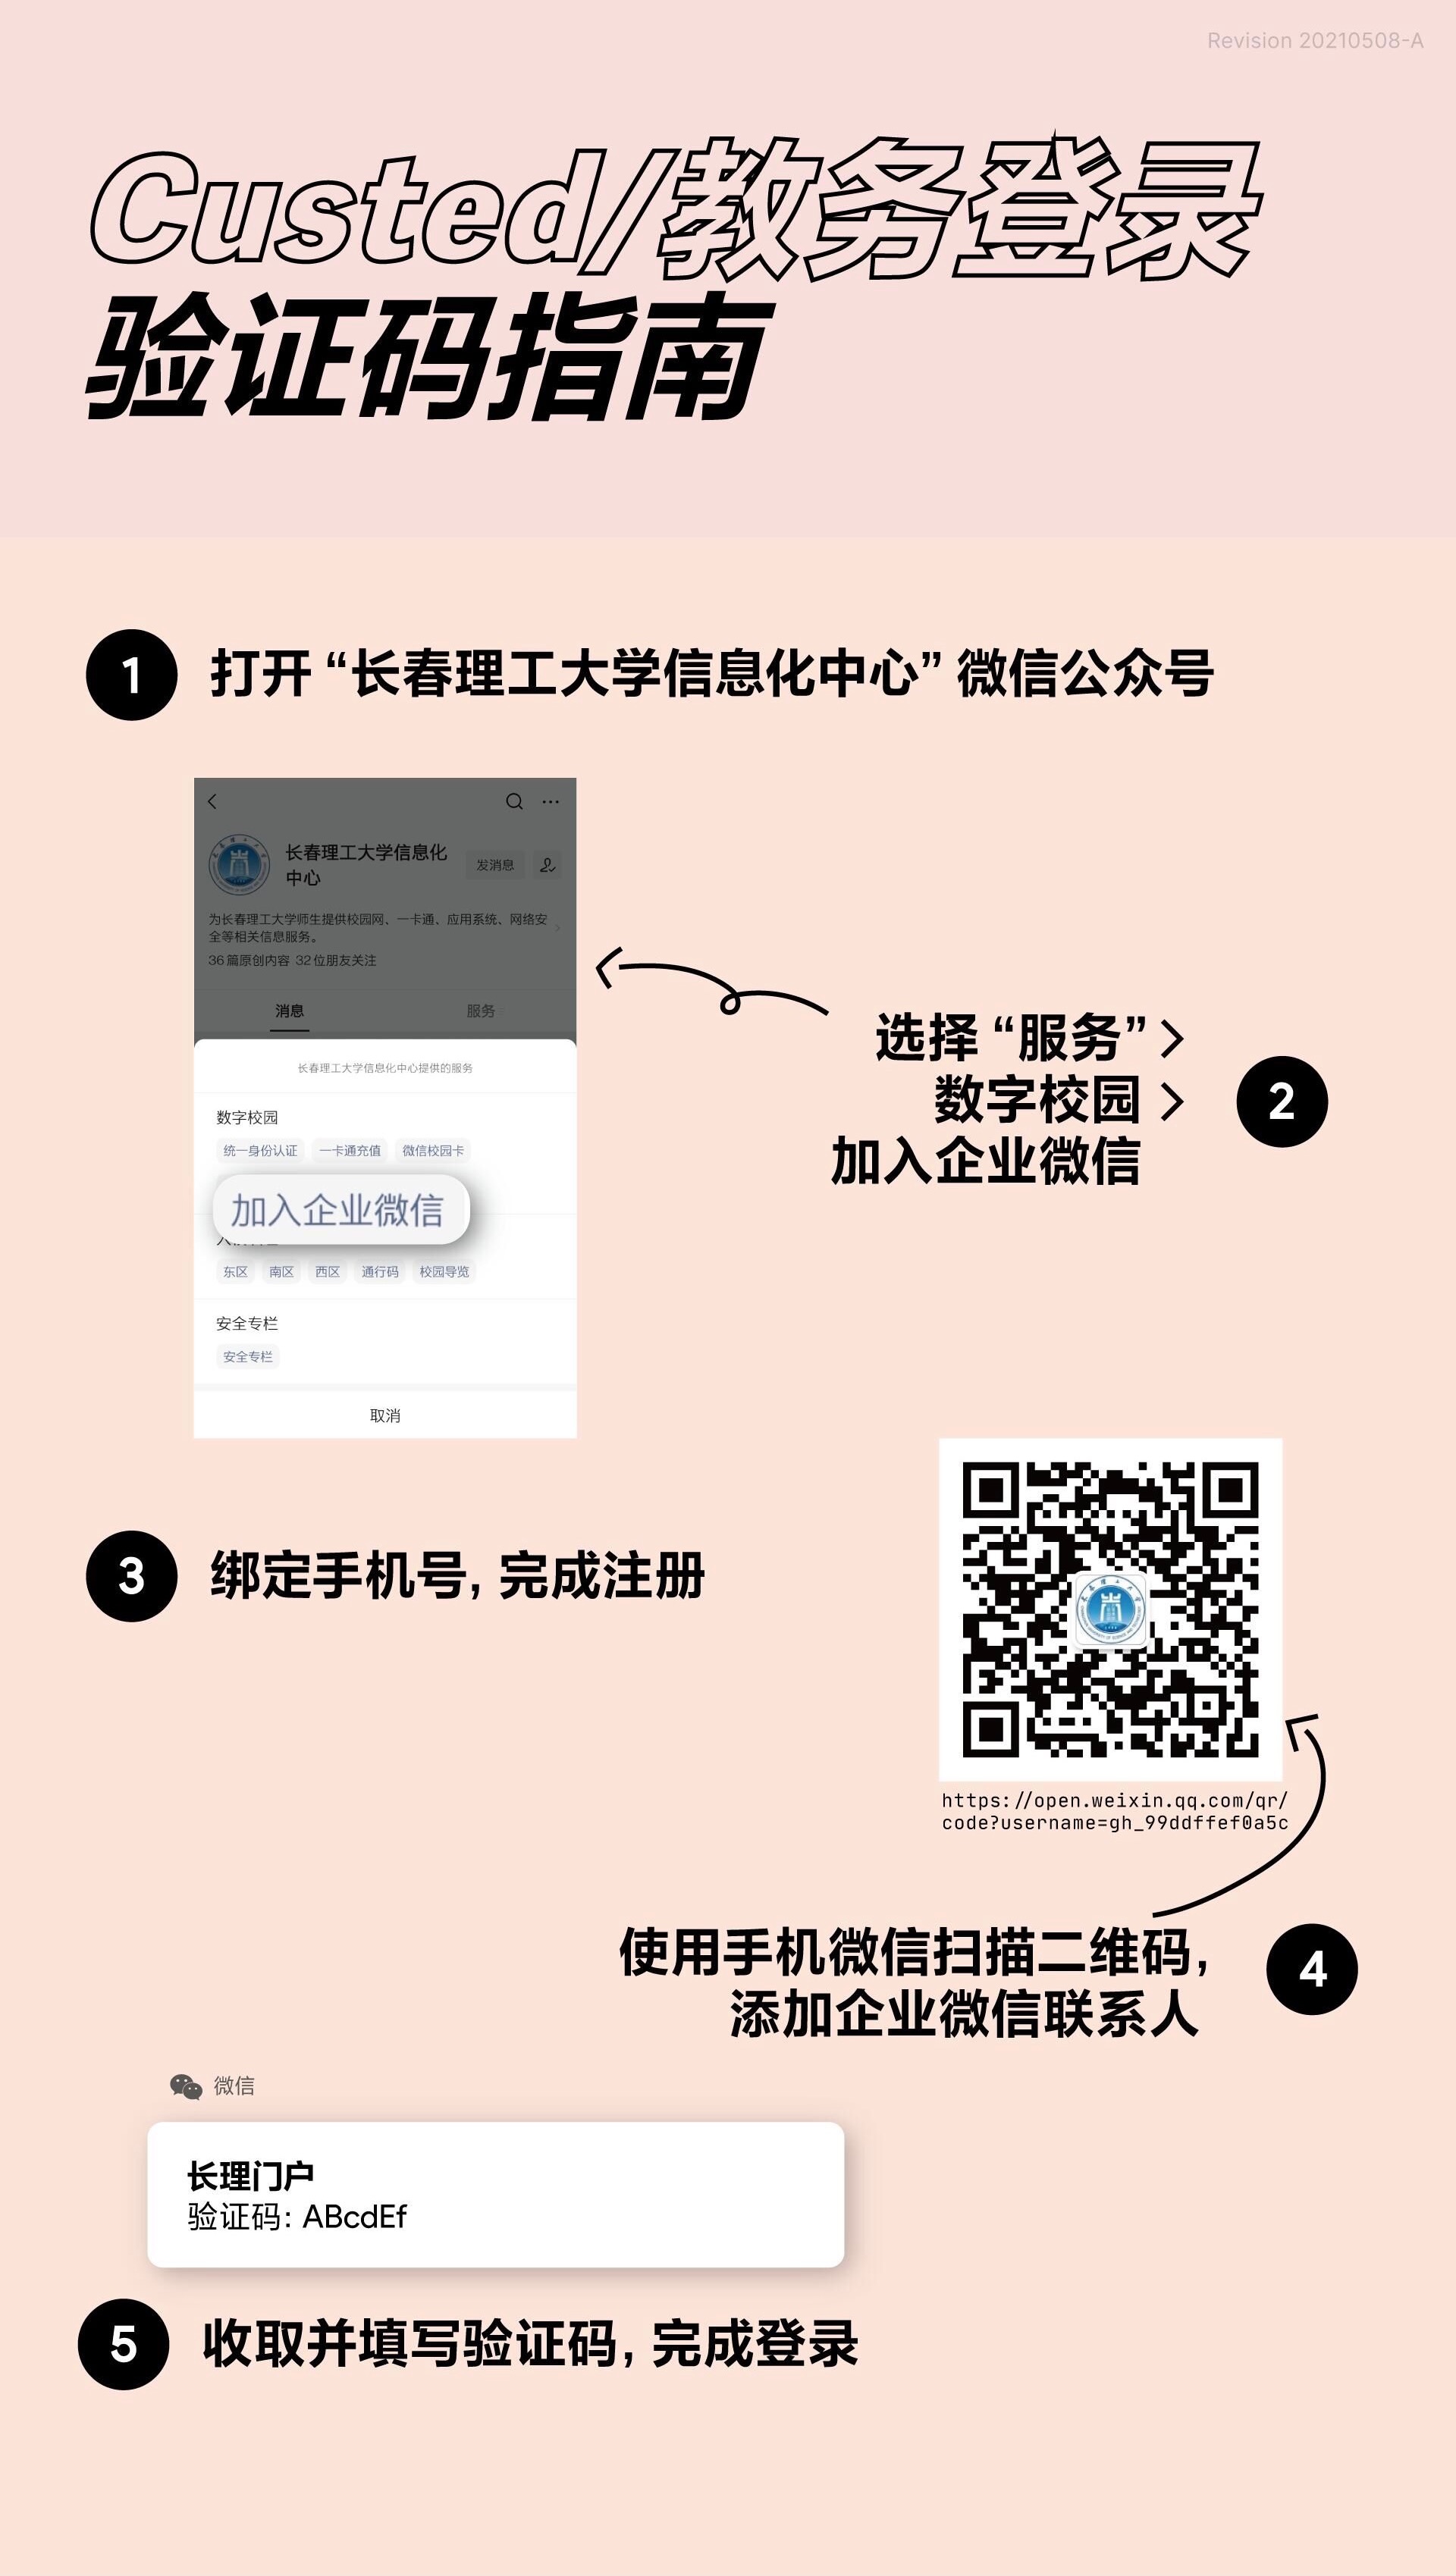 Revision 20210508-A
Custed/教务登录
验证码指南
1 打开 “长春理工大学信息化中心” 微信公众号
长春理工大学信息化
中心
发消息
为长春理工大学师生提供校园网、一卡通、应用系统、网络安
全等相关信息服务。
36篇原创内容 32位朋友关注
消息 服务
长春理工大学信息化中心提供的服务
数字校园
统一身份认证 一卡通充值 微信校园卡
加入企业微信
东区 南区 西区 通行码 校园导览
安全专栏
安全专栏
取消
选择 “服务” >
数字校园 >
加入企业微信
2
3 绑定手机号, 完成注册
https://open.weixin.qq.com/qr/
code?username=gh_99ddffef0a5c
使用手机微信扫描二维码,
添加企业微信联系人
4
微信
长理门户
验证码: ABcdEf
5 收取并填写验证码, 完成登录